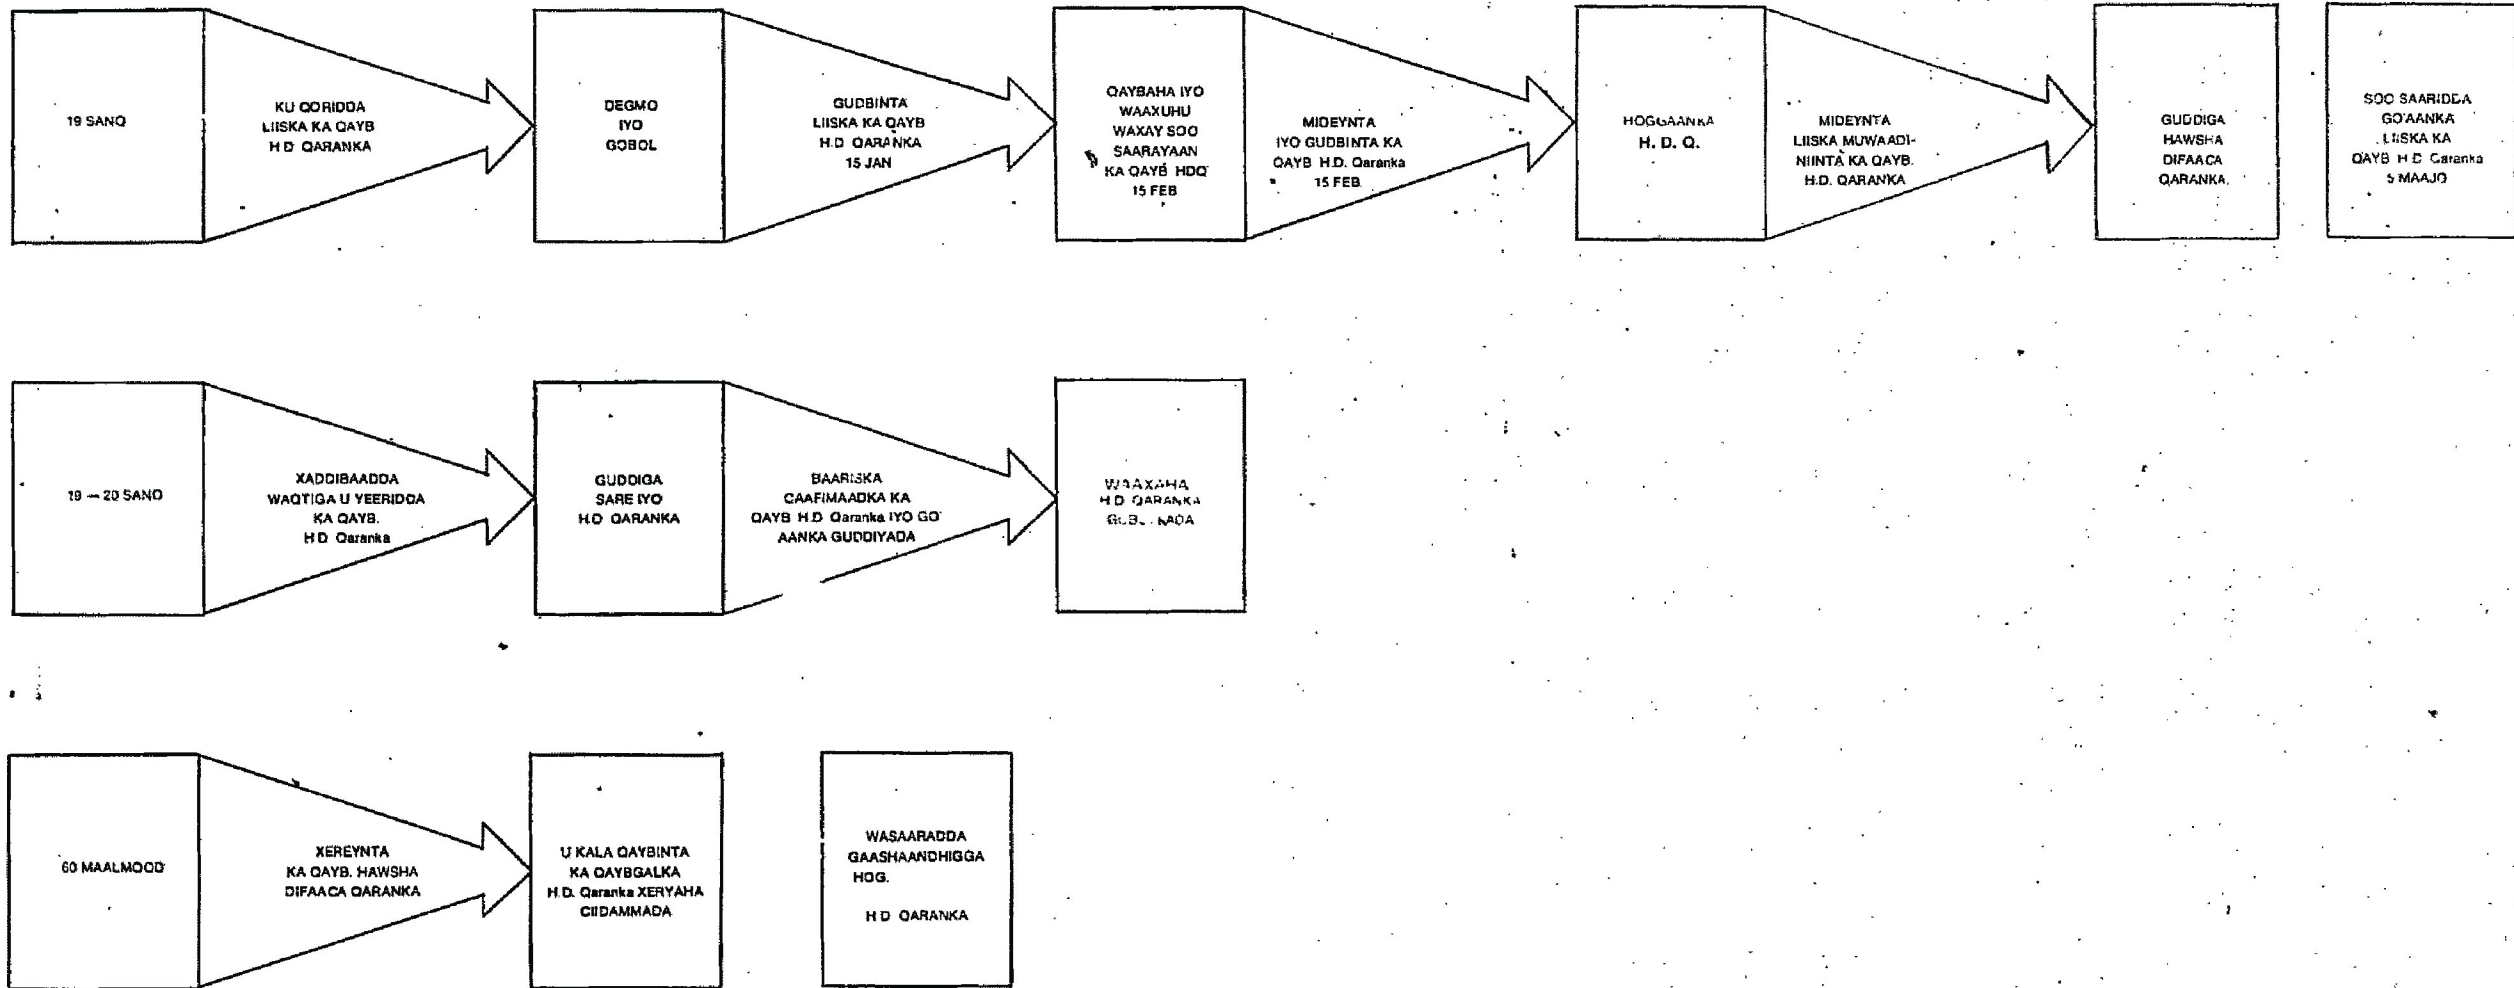 19 SANO
KU QORIDDA
LIISKA KA QAYB
H.D QARANKA
DEGMO
IYO
GOBOL
GUDBINTA
LIISKA KA QAYB
H.D QARANKA
15 JAN
QAYBAHA IYO
WAAXUHU
WAXAY SOO
SAARAYAAN
KA QAYB HDQ
15 FEB
MIDEYNTA
IYO GUDBINTA KA
QAYB H.D. Qaranka
15 FEB.
HOGGAANKA
H. D. Q.
MIDEYNTA
LIISKA MUWAADI-
NIINTA KA QAYB.
H.D. QARANKA
GUDDIGA
HAWSHA
DIFAACA
QARANKA.
SOO SAARIDDA
GO'AANKA
LIISKA KA
QAYB H.D Qaranka
5 MAAJO
19 — 20 SANO
XADDIBAADDA
WAQTIGA U YEERIDDA
KA QAYB.
H.D Qaranka
GUDDIGA
SARE IYO
H.D QARANKA
BAARISKA
CAAFIMAADKA KA
QAYB H.D Qaranka IYO GO'
AANKA GUDDIYADA
WAAXAHA
H.D QARANKA
60 MAALMOOD
XEREYNTA
KA QAYB. HAWSHA
DIFAACA QARANKA
U KALA QAYBINTA
KA QAYBGALKA
H.D. Qaranka XERYAHA
CIIDAMMADA
WASAARADDA
GAASHAANDHIGGA
HOG.
H D QARANKA